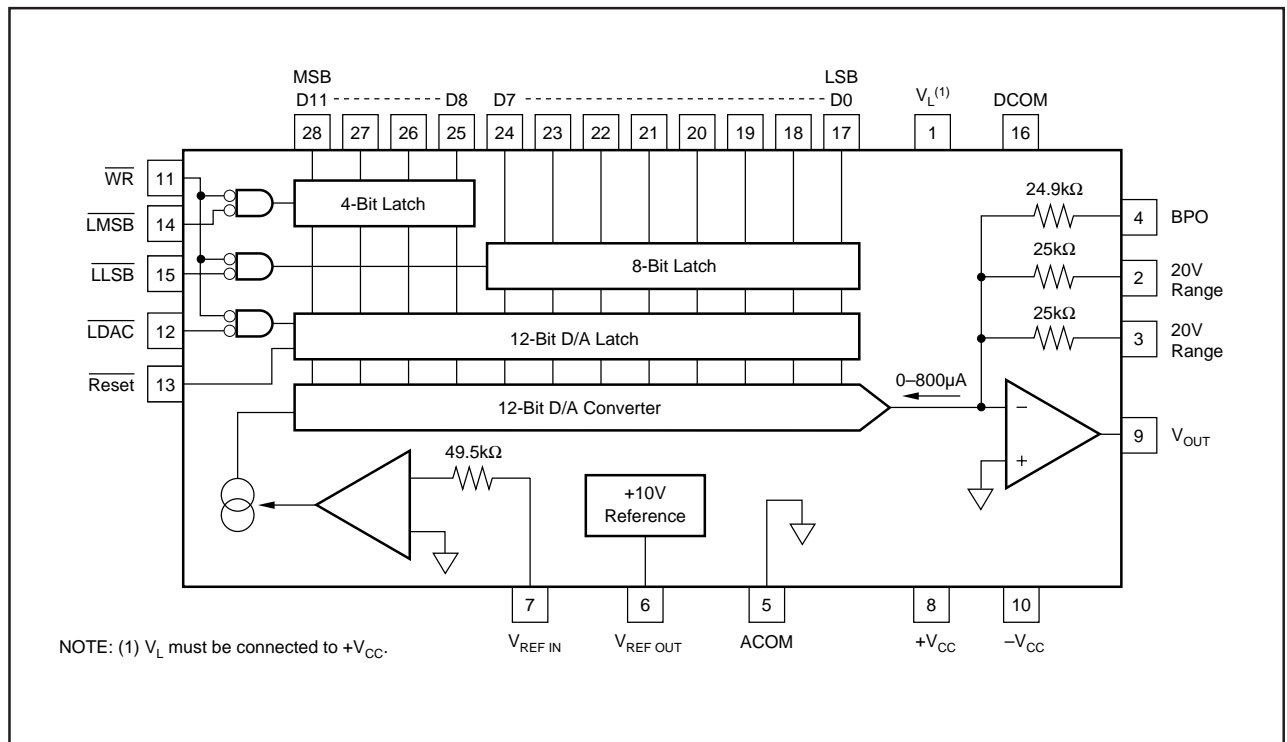 MSB
D11
D8
D7
LSB
D0
V_L(1)
DCOM
28
27
26
25
24
23
22
21
20
19
18
17
1
16
WR
11
LMSB
14
LLSB
15
LDAC
12
Reset
13
4-Bit Latch
8-Bit Latch
12-Bit D/A Latch
12-Bit D/A Converter
24.9kΩ
4
BPO
25kΩ
2
20V
Range
25kΩ
3
20V
Range
0–800µA
–
+
9
V_OUT
49.5kΩ
+10V
Reference
7
6
5
8
10
V_REF IN
V_REF OUT
ACOM
+V_CC
–V_CC
NOTE: (1) V_L must be connected to +V_CC.